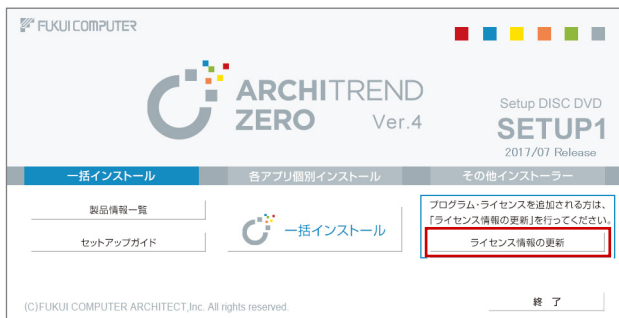 FUKUI COMPUTER
ARCHITREND
ZERO Ver.4
Setup DISC DVD
SETUP1
2017/07 Release
一括インストール
各アプリ個別インストール
その他インストーラー
製品情報一覧
セットアップガイド
一括インストール
プログラム・ライセンスを追加される方は、
「ライセンス情報の更新」を行ってください。
ライセンス情報の更新
(C)FUKUI COMPUTER ARCHITECT,Inc. All rights reserved.
終 了